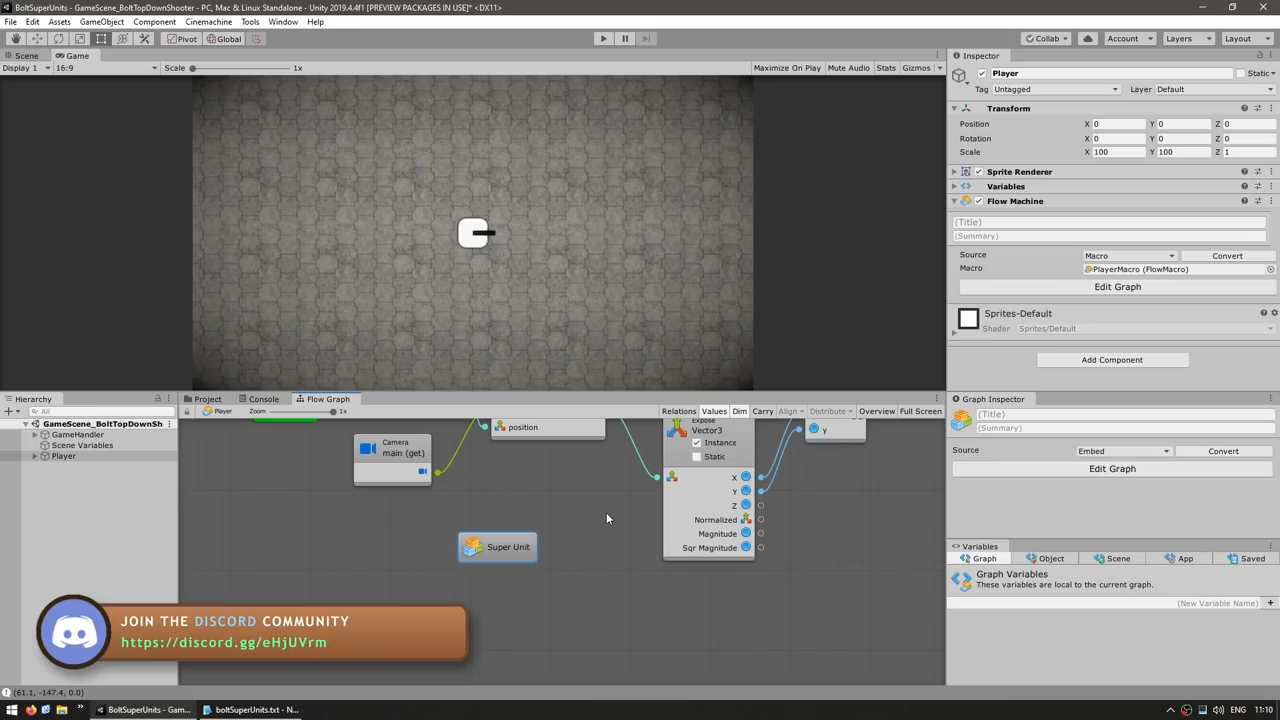 BoltSuperUnits - GameScene_BoltTopDownShooter - PC, Mac & Linux Standalone - Unity 2019.4.4f1 [PREVIEW PACKAGES IN USE]* <DX11>
File Edit Assets GameObject Component Cinemachine Tools Window Help
Pivot Global Collab Account Layers Layout
Scene Game
Display 1 16:9 Scale 1x Maximize On Play Mute Audio Stats Gizmos
Inspector
Player Static
Tag Untagged Layer Default
Transform
Position X 0 Y 0 Z 0
Rotation X 0 Y 0 Z 0
Scale X 100 Y 100 Z 1
Sprite Renderer
Variables
Flow Machine
(Title)
(Summary)
Source Macro Convert
Macro PlayerMacro (FlowMacro)
Edit Graph
Sprites-Default
Shader Sprites/Default
Add Component
Hierarchy
All
GameScene_BoltTopDownSh
GameHandler
Scene Variables
Player
Project Console Flow Graph
Player Zoom 1x Relations Values Dim Carry Align Distribute Overview Full Screen
Camera
main (get)
position
Expose
Vector3
Instance
Static
X
Y
Z
Normalized
Magnitude
Sqr Magnitude
y
Super Unit
Graph Inspector
(Title)
(Summary)
Source Embed Convert
Edit Graph
Variables
Graph Object Scene App Saved
Graph Variables
These variables are local to the current graph.
(New Variable Name)
JOIN THE DISCORD COMMUNITY
https://discord.gg/eHjUVrm
(61.1, -147.4, 0.0)
BoltSuperUnits - Gam... boltSuperUnits.txt - N... ENG 11:10